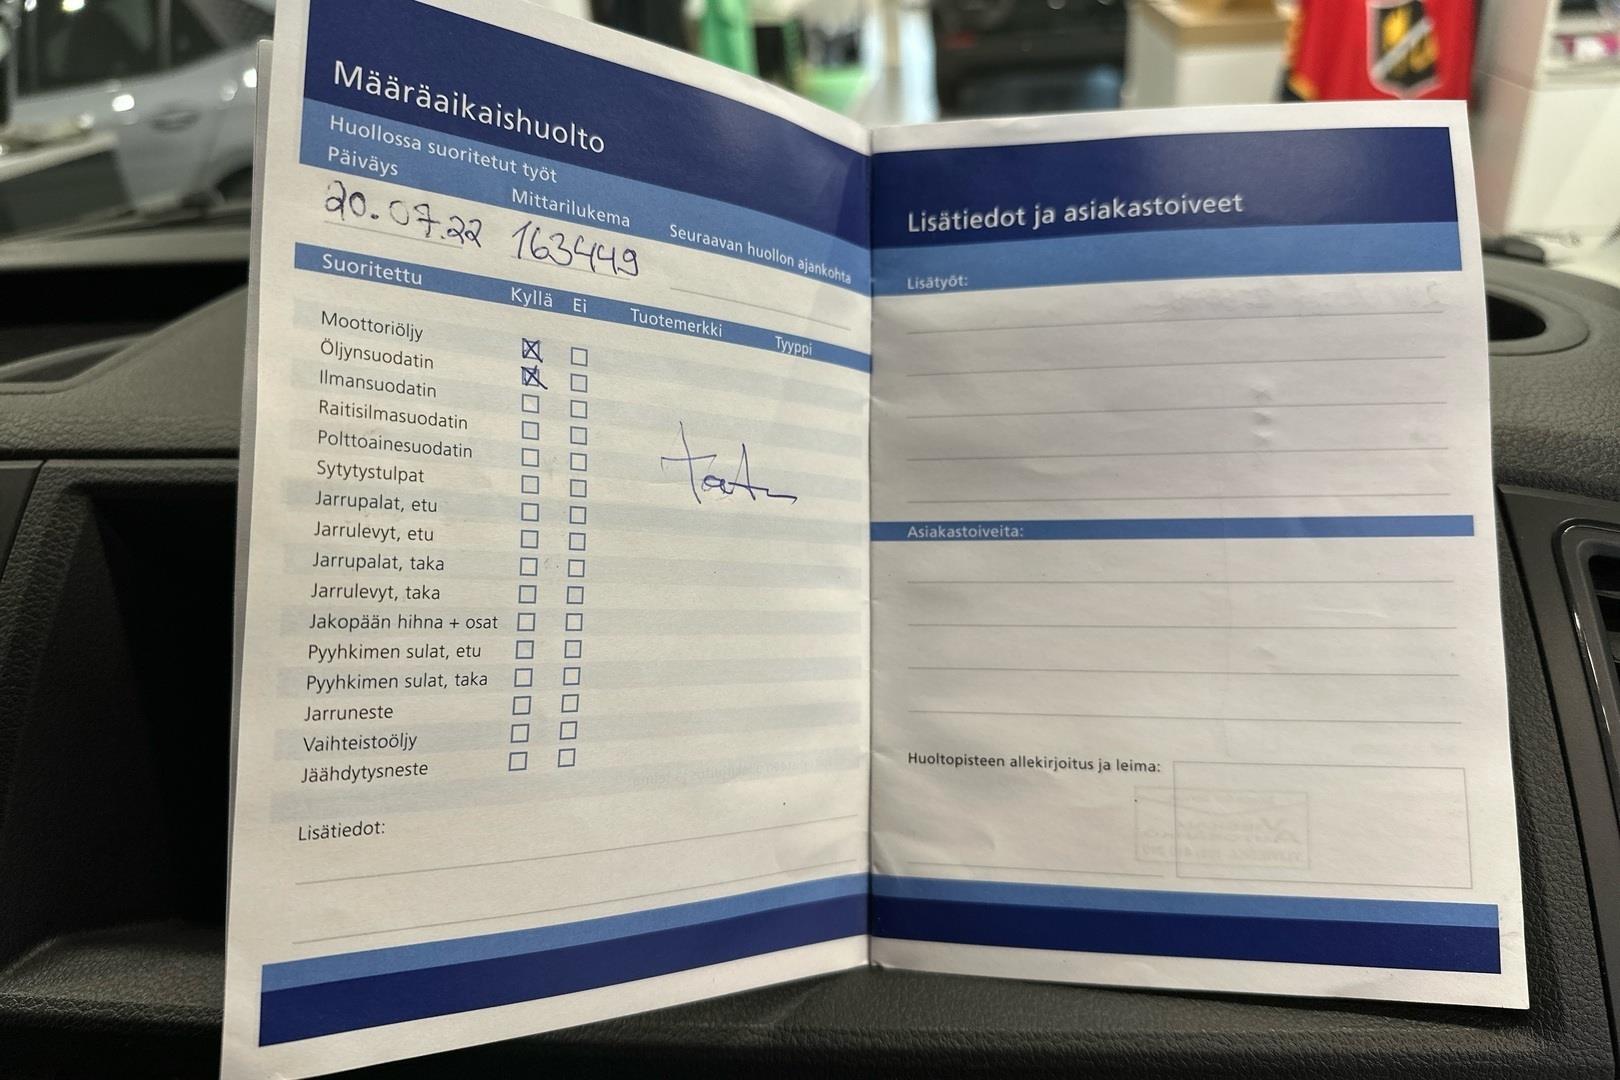 Määräaikaishuolto
Huollossa suoritetut työt
Päiväys Mittarilukema Seuraavan huollon ajankohta
20.07.22 163449
Suoritettu Kyllä Ei Tuotemerkki Tyyppi
Moottoriöljy
Öljynsuodatin
Ilmansuodatin
Raitisilmasuodatin
Polttoainesuodatin
Sytytystulpat
Jarrupalat, etu
Jarrulevyt, etu
Jarrupalat, taka
Jarrulevyt, taka
Jakopään hihna + osat
Pyyhkimen sulat, etu
Pyyhkimen sulat, taka
Jarruneste
Vaihteistoöljy
Jäähdytysneste
Lisätiedot:
Lisätiedot ja asiakastoiveet
Lisätyöt:
Asiakastoiveita:
Huoltopisteen allekirjoitus ja leima: